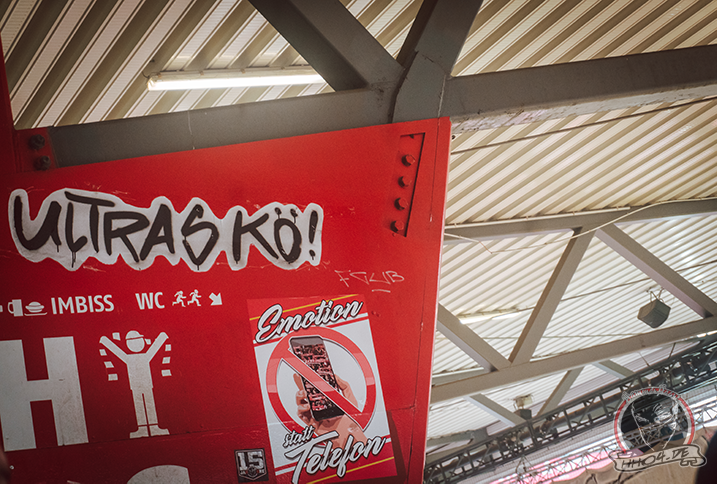 ULTRAS KÖ!
IMBISS WC
Emotion
statt
Telefon
H
15